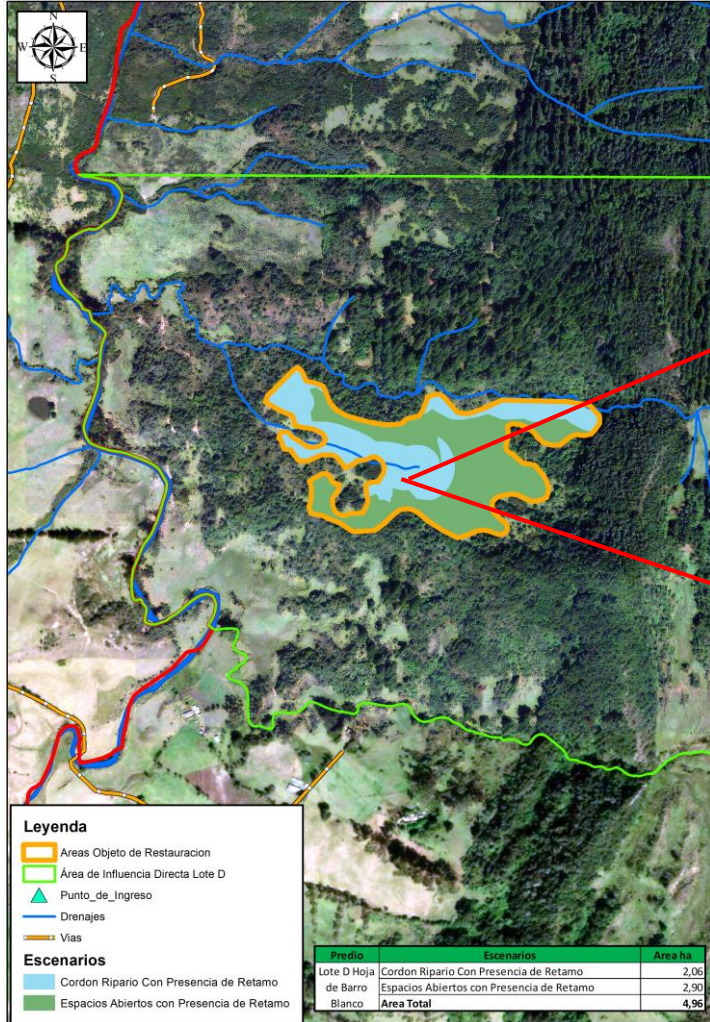 N
W E
S
Leyenda
Areas Objeto de Restauracion
Área de Influencia Directa Lote D
Punto_de_Ingreso
Drenajes
Vias
Escenarios
Cordon Ripario Con Presencia de Retamo
Espacios Abiertos con Presencia de Retamo
Predio Escenarios Area ha
Lote D Hoja Cordon Ripario Con Presencia de Retamo 2,06
de Barro Espacios Abiertos con Presencia de Retamo 2,90
Blanco Area Total 4,96